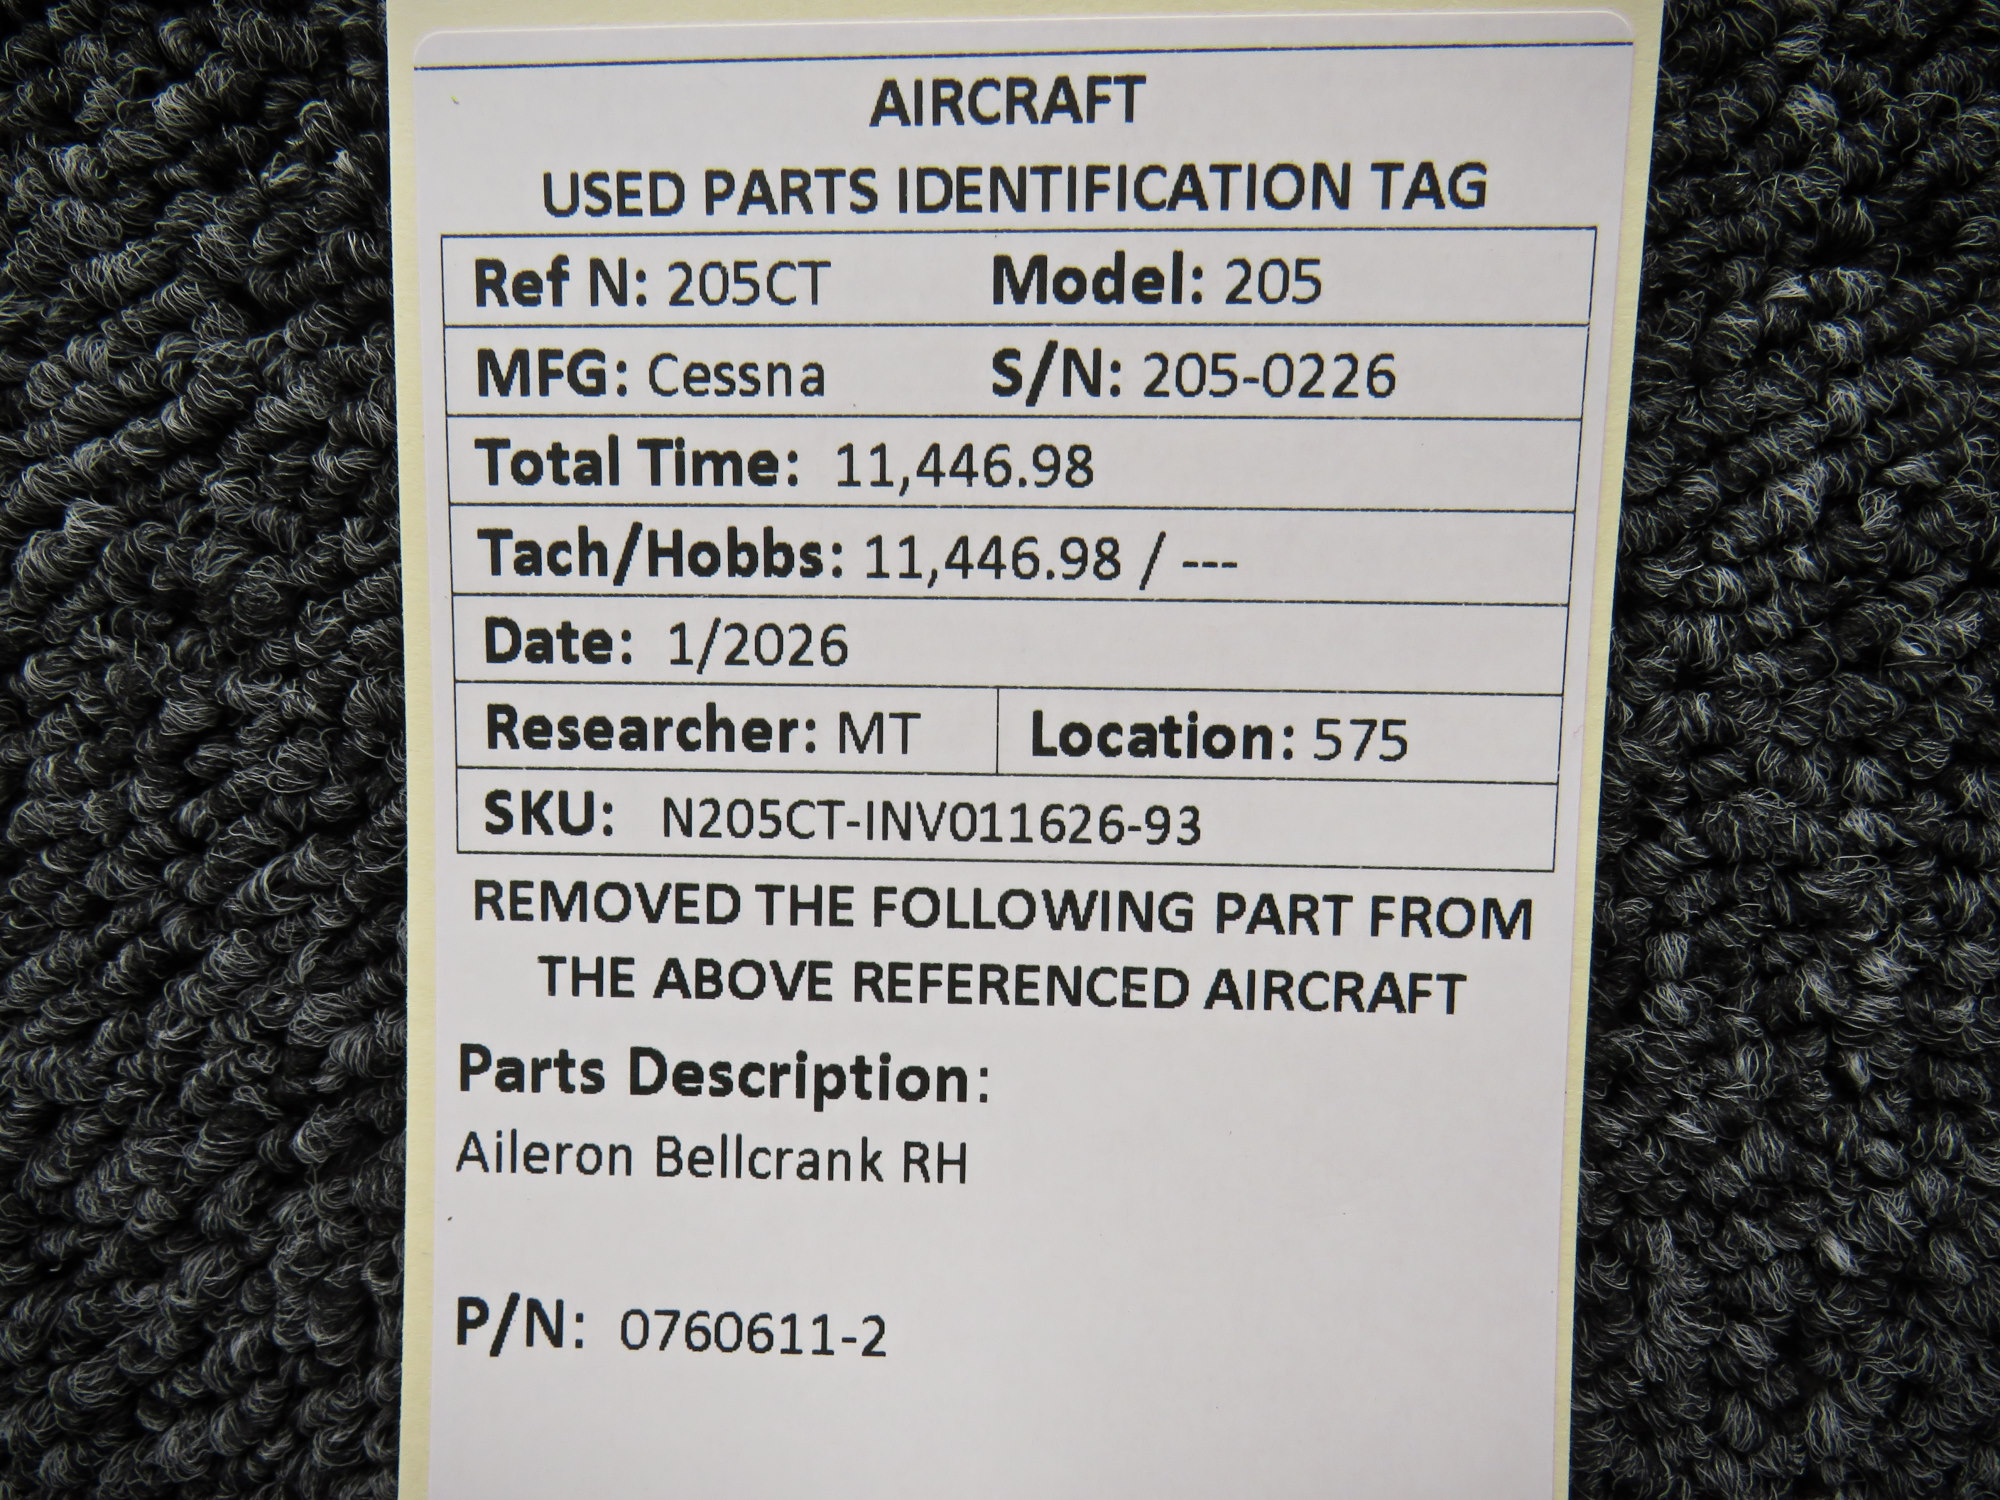 AIRCRAFT
USED PARTS IDENTIFICATION TAG
Ref N: 205CT Model: 205
MFG: Cessna S/N: 205-0226
Total Time: 11,446.98
Tach/Hobbs: 11,446.98 / ---
Date: 1/2026
Researcher: MT Location: 575
SKU: N205CT-INV011626-93
REMOVED THE FOLLOWING PART FROM
THE ABOVE REFERENCED AIRCRAFT
Parts Description:
Aileron Bellcrank RH
P/N: 0760611-2